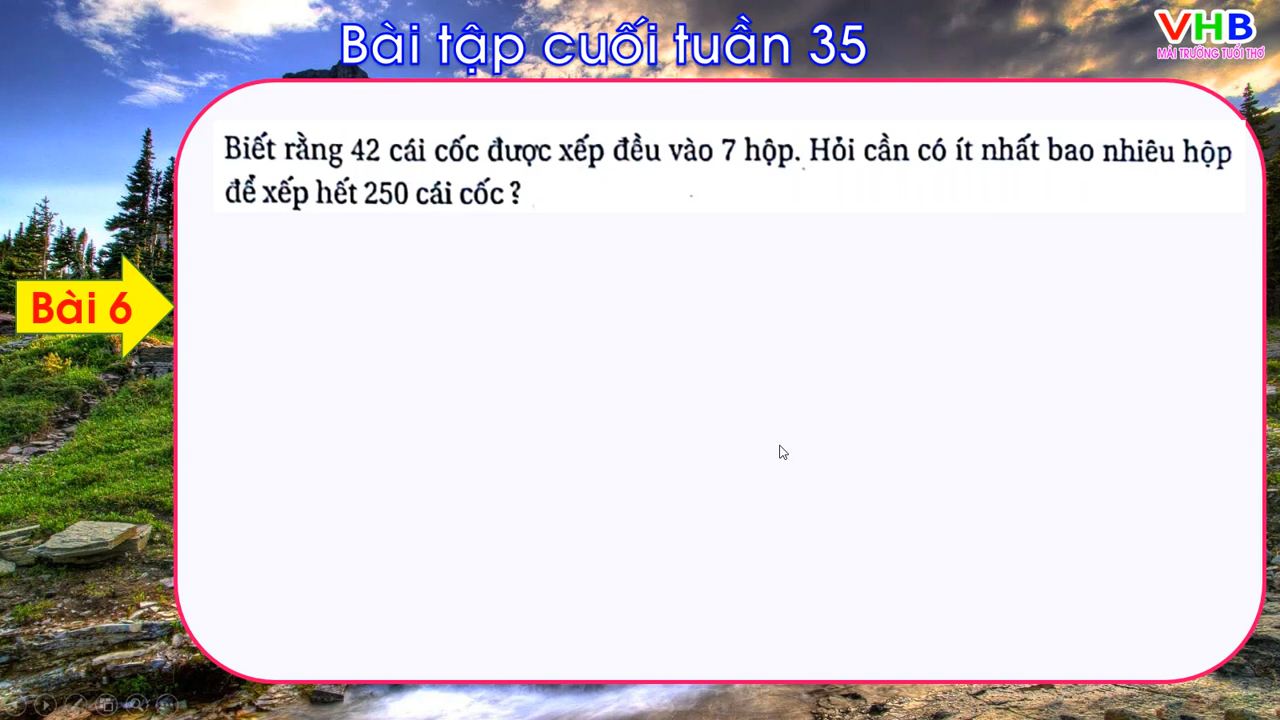 Bài tập cuối tuần 35
VHB
MÁI TRƯỜNG TUỔI THƠ
Biết rằng 42 cái cốc được xếp đều vào 7 hộp. Hỏi cần có ít nhất bao nhiêu hộp
để xếp hết 250 cái cốc ?
Bài 6